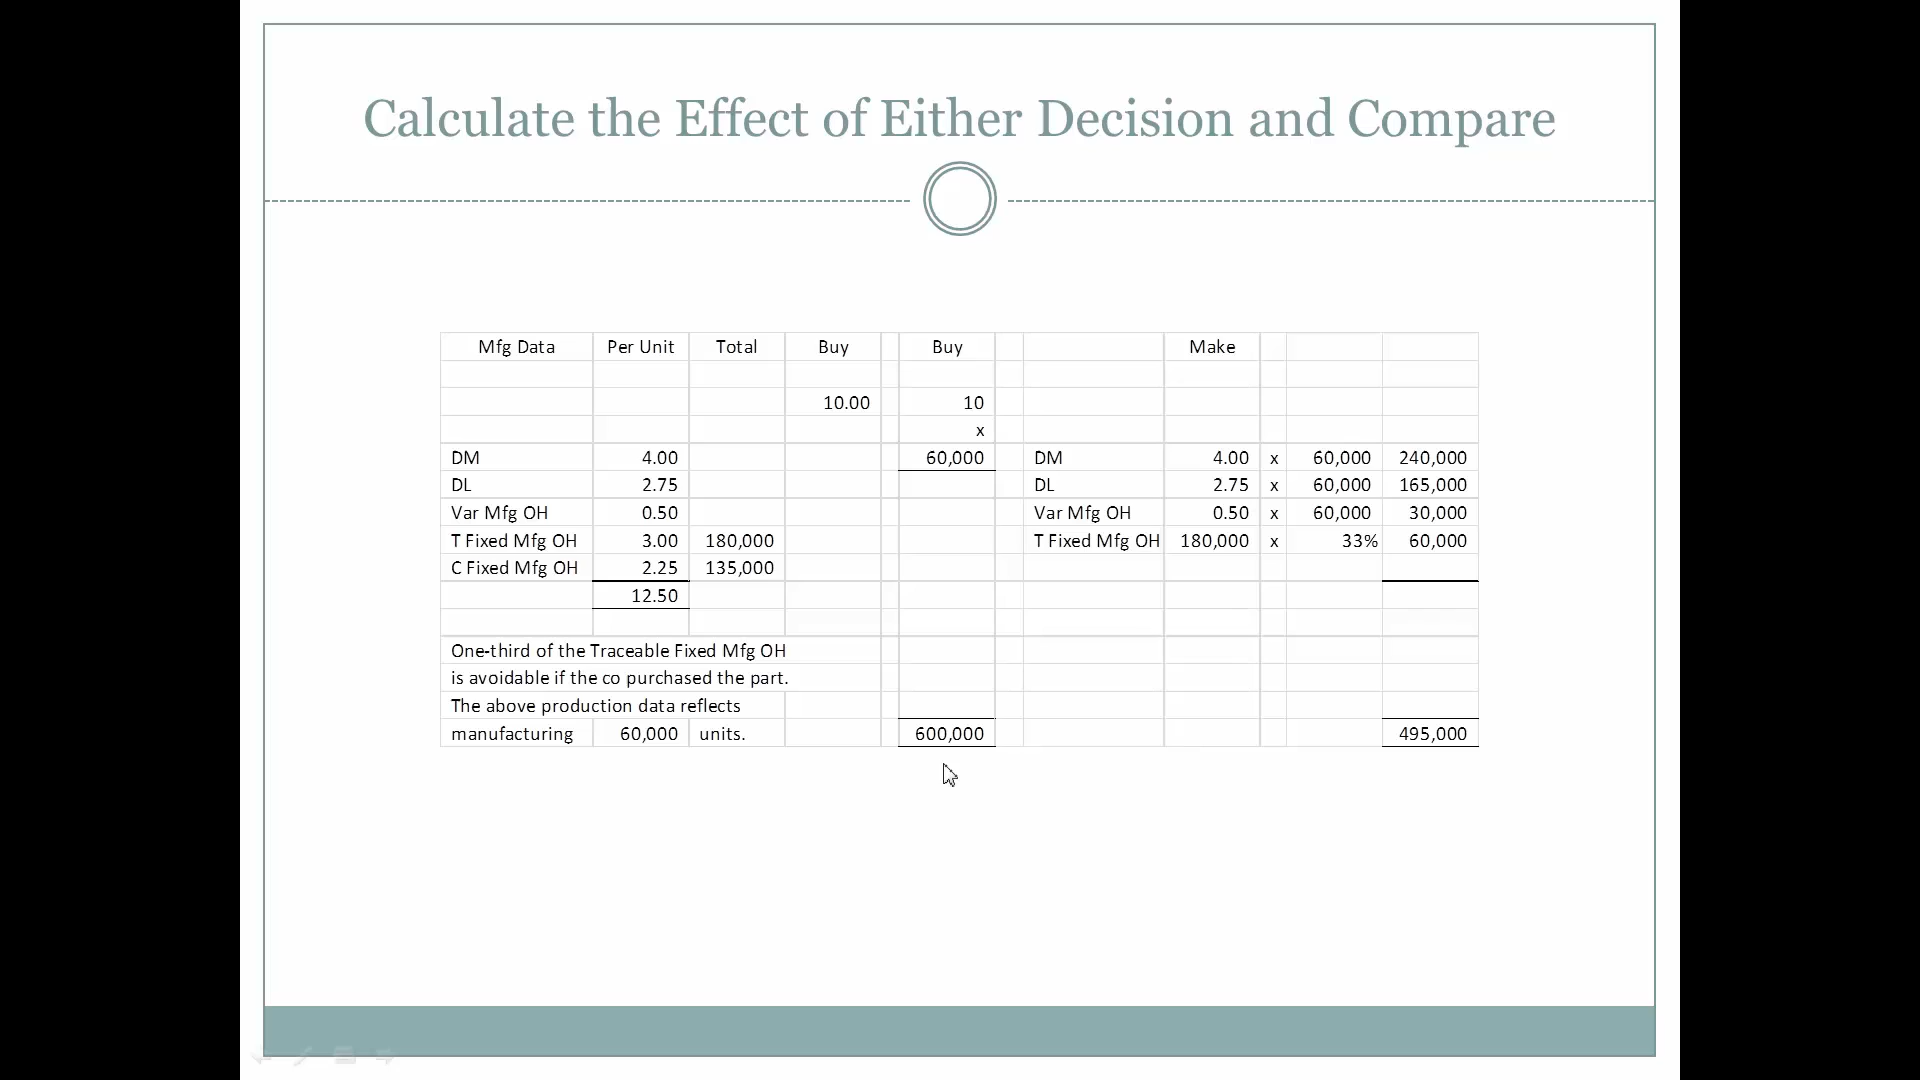 Calculate the Effect of Either Decision and Compare
Mfg Data Per Unit Total Buy Buy Make
10.00 10
x
DM 4.00 60,000 DM 4.00 x 60,000 240,000
DL 2.75 DL 2.75 x 60,000 165,000
Var Mfg OH 0.50 Var Mfg OH 0.50 x 60,000 30,000
T Fixed Mfg OH 3.00 180,000 T Fixed Mfg OH 180,000 x 33% 60,000
C Fixed Mfg OH 2.25 135,000
12.50
One-third of the Traceable Fixed Mfg OH
is avoidable if the co purchased the part.
The above production data reflects
manufacturing 60,000 units. 600,000 495,000